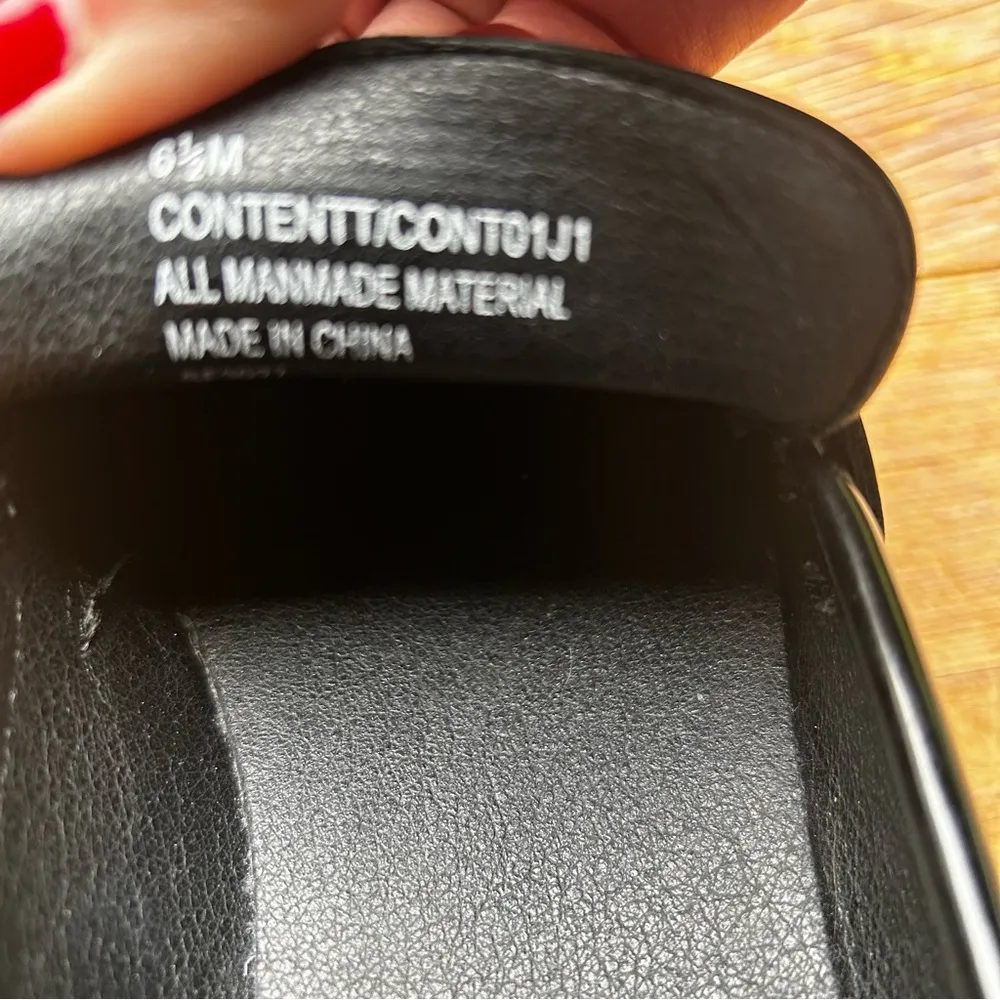 6½M
CONTENTT/CONT01J1
ALL MANMADE MATERIAL
MADE IN CHINA